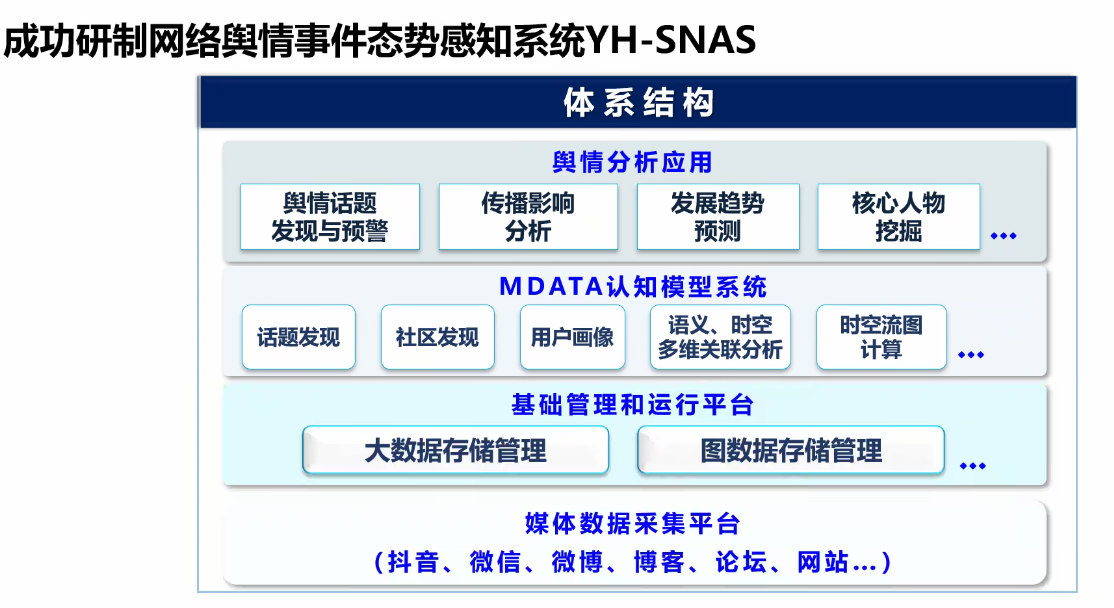 成功研制网络舆情事件态势感知系统YH-SNAS
体系结构
舆情分析应用
舆情话题
发现与预警
传播影响
分析
发展趋势
预测
核心人物
挖掘
...
MDATA认知模型系统
话题发现
社区发现
用户画像
语义、时空
多维关联分析
时空流图
计算
...
基础管理和运行平台
大数据存储管理
图数据存储管理
...
媒体数据采集平台
（抖音、微信、微博、博客、论坛、网站...）